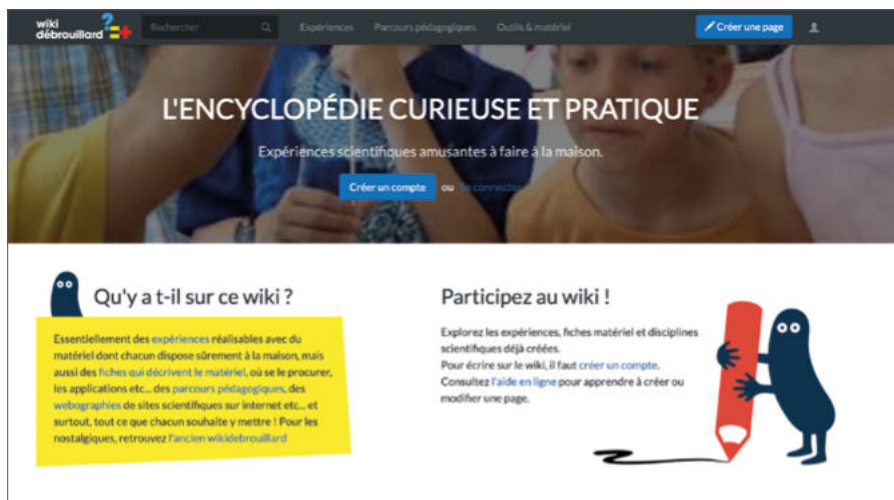 wiki
débrouillard
Rechercher
Expériences
Parcours pédagogiques
Outils & matériel
Créer une page
L'ENCYCLOPÉDIE CURIEUSE ET PRATIQUE
Expériences scientifiques amusantes à faire à la maison.
Créer un compte ou Se connecter
Qu'y a t-il sur ce wiki ?
Essentiellement des expériences réalisables avec du
matériel dont chacun dispose sûrement à la maison, mais
aussi des fiches qui décrivent le matériel, où se le procurer,
les applications etc... des parcours pédagogiques, des
webographies de sites scientifiques sur internet etc... et
surtout, tout ce que chacun souhaite y mettre ! Pour les
nostalgiques, retrouvez l'ancien wikidebrouillard
Participez au wiki !
Explorez les expériences, fiches matériel et disciplines
scientifiques déjà créées.
Pour écrire sur le wiki, il faut créer un compte.
Consultez l'aide en ligne pour apprendre à créer ou
modifier une page.